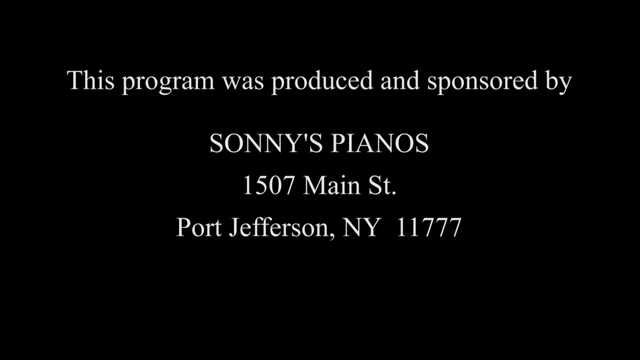 This program was produced and sponsored by
SONNY'S PIANOS
1507 Main St.
Port Jefferson, NY  11777